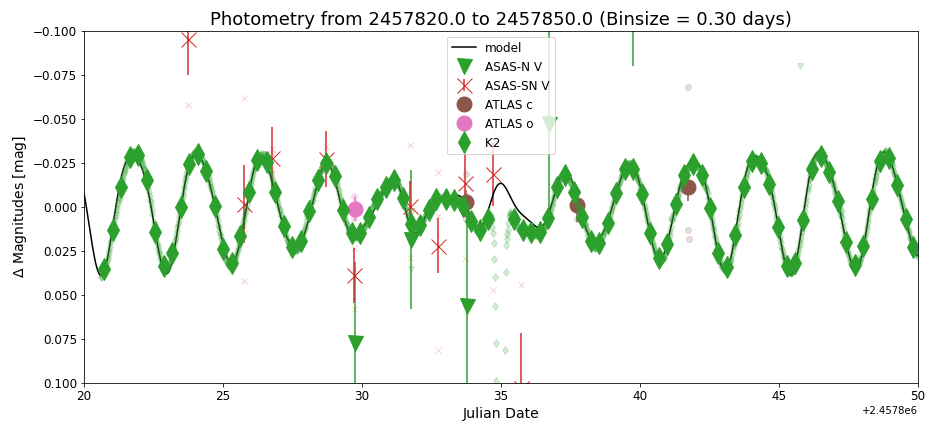 Photometry from 2457820.0 to 2457850.0 (Binsize = 0.30 days)
Δ Magnitudes [mag]
−0.100
−0.075
−0.050
−0.025
0.000
0.025
0.050
0.075
0.100
model
ASAS-N V
ASAS-SN V
ATLAS c
ATLAS o
K2
20 25 30 35 40 45 50
+2.4578e6
Julian Date